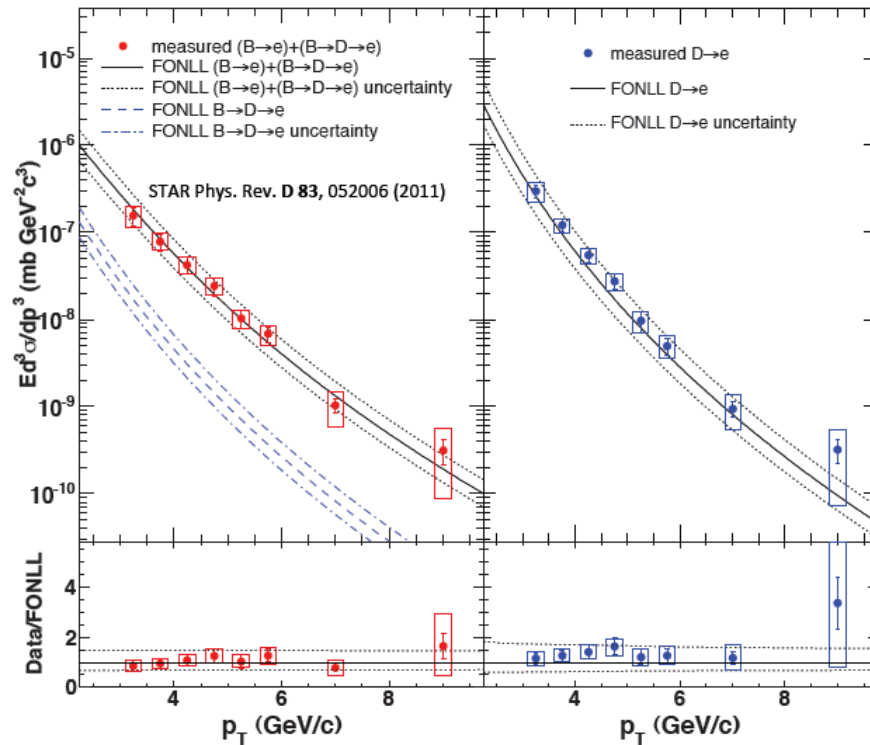 measured (B→e)+(B→D→e)
FONLL (B→e)+(B→D→e)
FONLL (B→e)+(B→D→e) uncertainty
FONLL B→D→e
FONLL B→D→e uncertainty
STAR Phys. Rev. D 83, 052006 (2011)
measured D→e
FONLL D→e
FONLL D→e uncertainty
Ed³σ/dp³ (mb GeV⁻²c³)
10⁻⁵
10⁻⁶
10⁻⁷
10⁻⁸
10⁻⁹
10⁻¹⁰
Data/FONLL
4
2
0
4 6 8
4 6 8
p_T (GeV/c)
p_T (GeV/c)